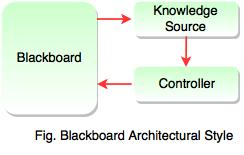 Knowledge
Source
Blackboard
Controller
Fig. Blackboard Architectural Style